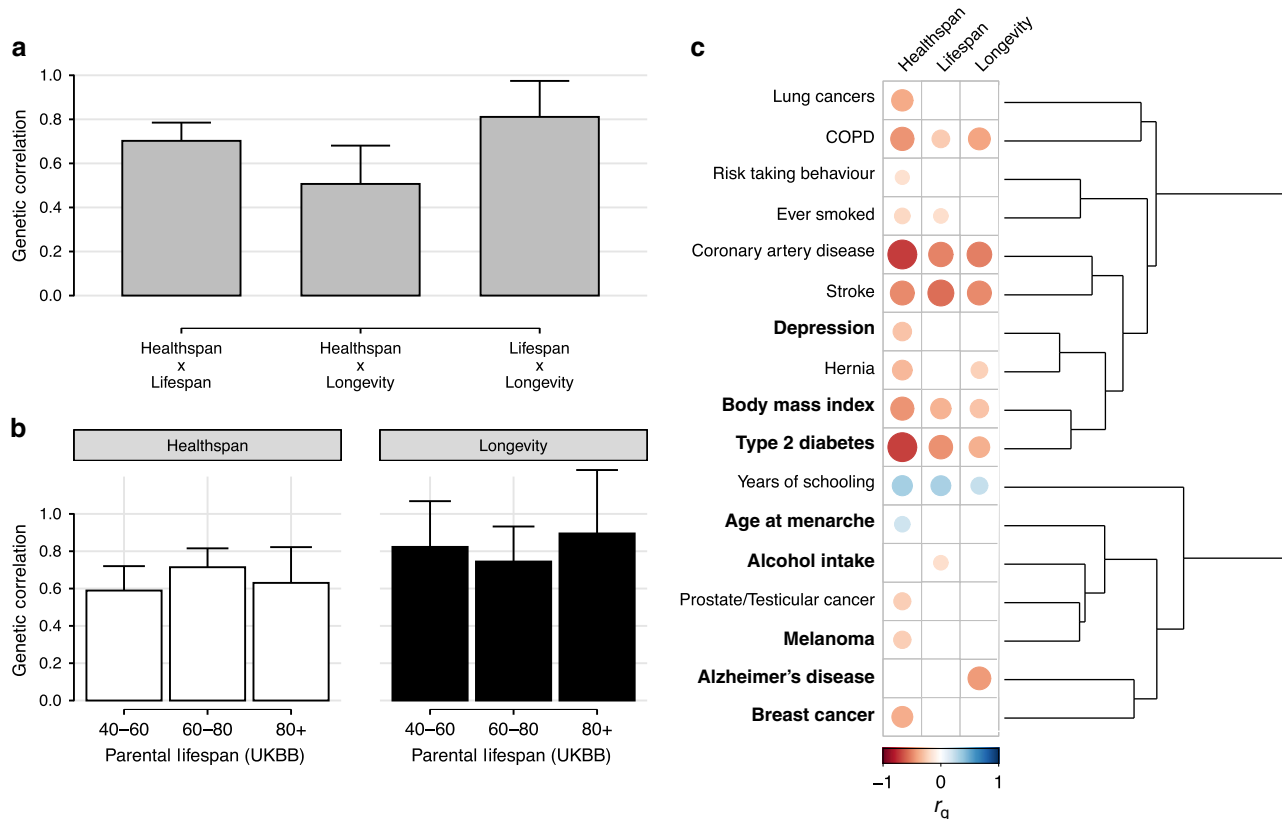 a
Genetic correlation
1.0
0.8
0.6
0.4
0.2
0.0
Healthspan
x
Lifespan
Healthspan
x
Longevity
Lifespan
x
Longevity
b
Healthspan
Longevity
Genetic correlation
1.0
0.8
0.6
0.4
0.2
0.0
40–60
60–80
80+
Parental lifespan (UKBB)
40–60
60–80
80+
Parental lifespan (UKBB)
c
Healthspan
Lifespan
Longevity
Lung cancers
COPD
Risk taking behaviour
Ever smoked
Coronary artery disease
Stroke
Depression
Hernia
Body mass index
Type 2 diabetes
Years of schooling
Age at menarche
Alcohol intake
Prostate/Testicular cancer
Melanoma
Alzheimer's disease
Breast cancer
−1 0 1
rg